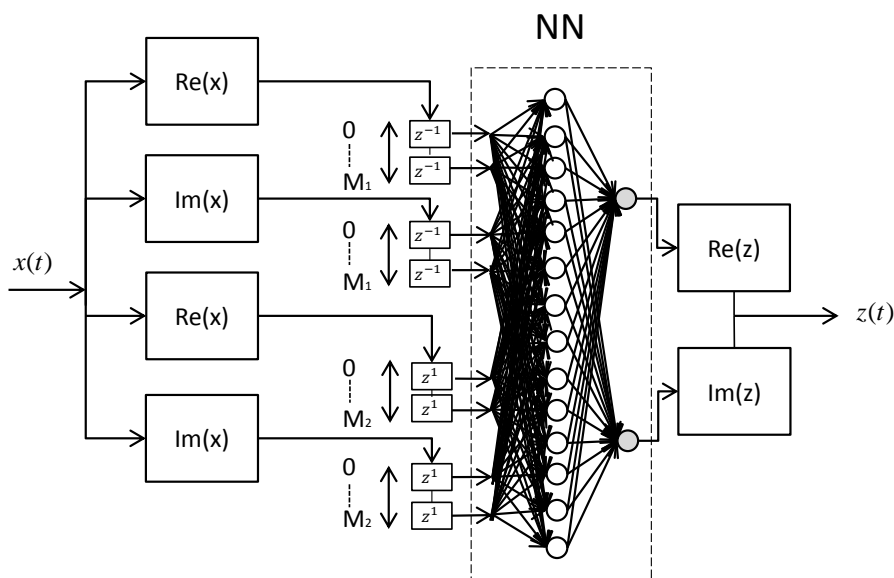 NN
Re(x)
0
M₁
z⁻¹
z⁻¹
Im(x)
0
M₁
z⁻¹
z⁻¹
x(t)
Re(x)
0
M₂
z¹
z¹
Im(x)
0
M₂
z¹
z¹
Re(z)
z(t)
Im(z)